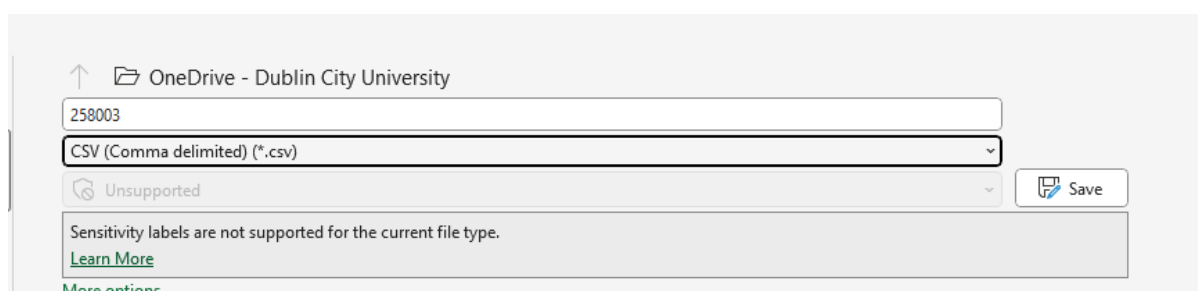 OneDrive - Dublin City University
258003
CSV (Comma delimited) (*.csv)
Unsupported
Save
Sensitivity labels are not supported for the current file type.
Learn More
More options